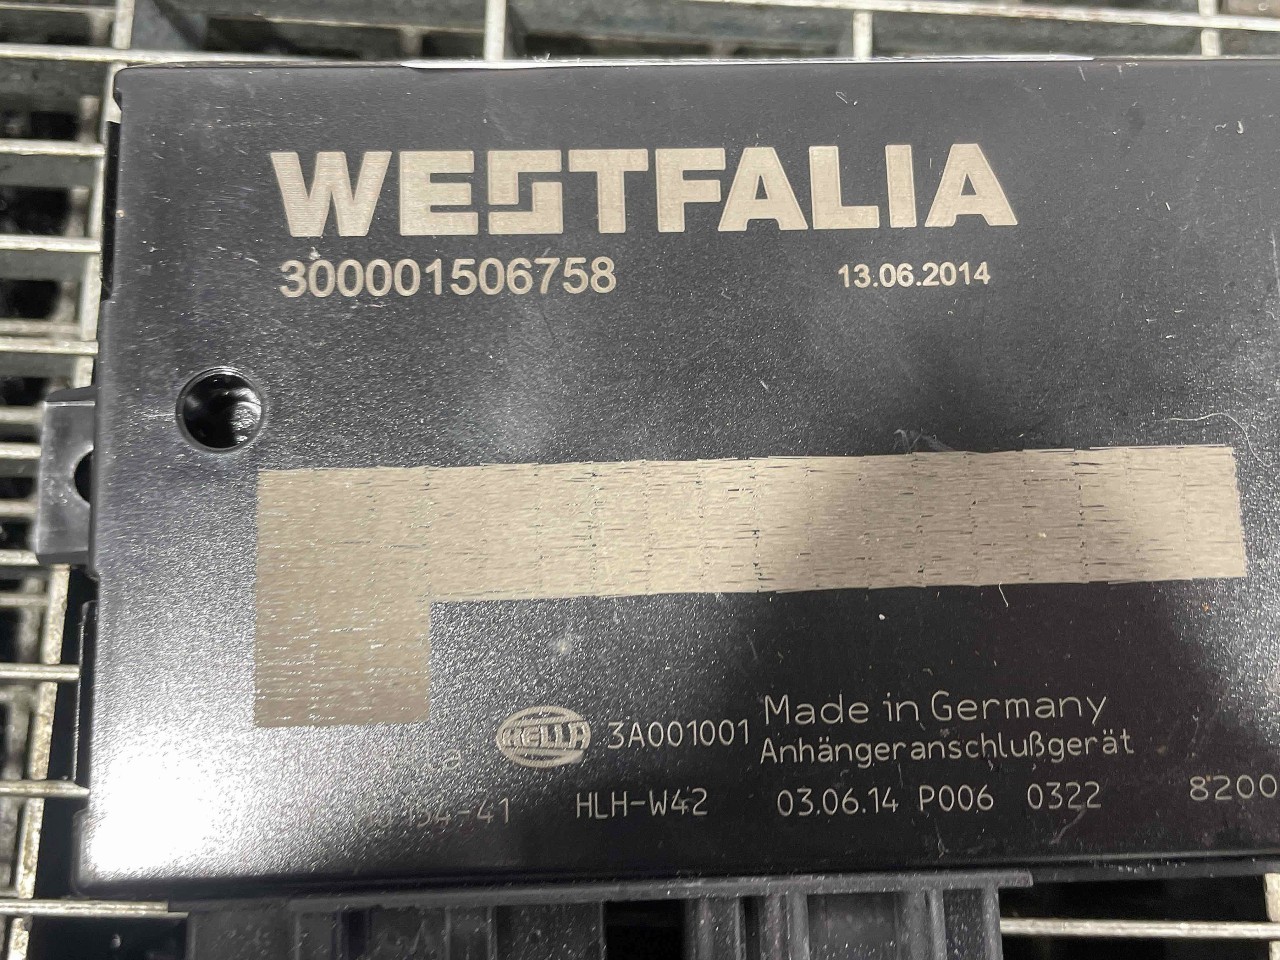 WESTFALIA
300001506758 13.06.2014
HELLA 3A001001 Made in Germany
Anhängeranschlußgerät
HLH-W42 03.06.14 P006 0322 8200